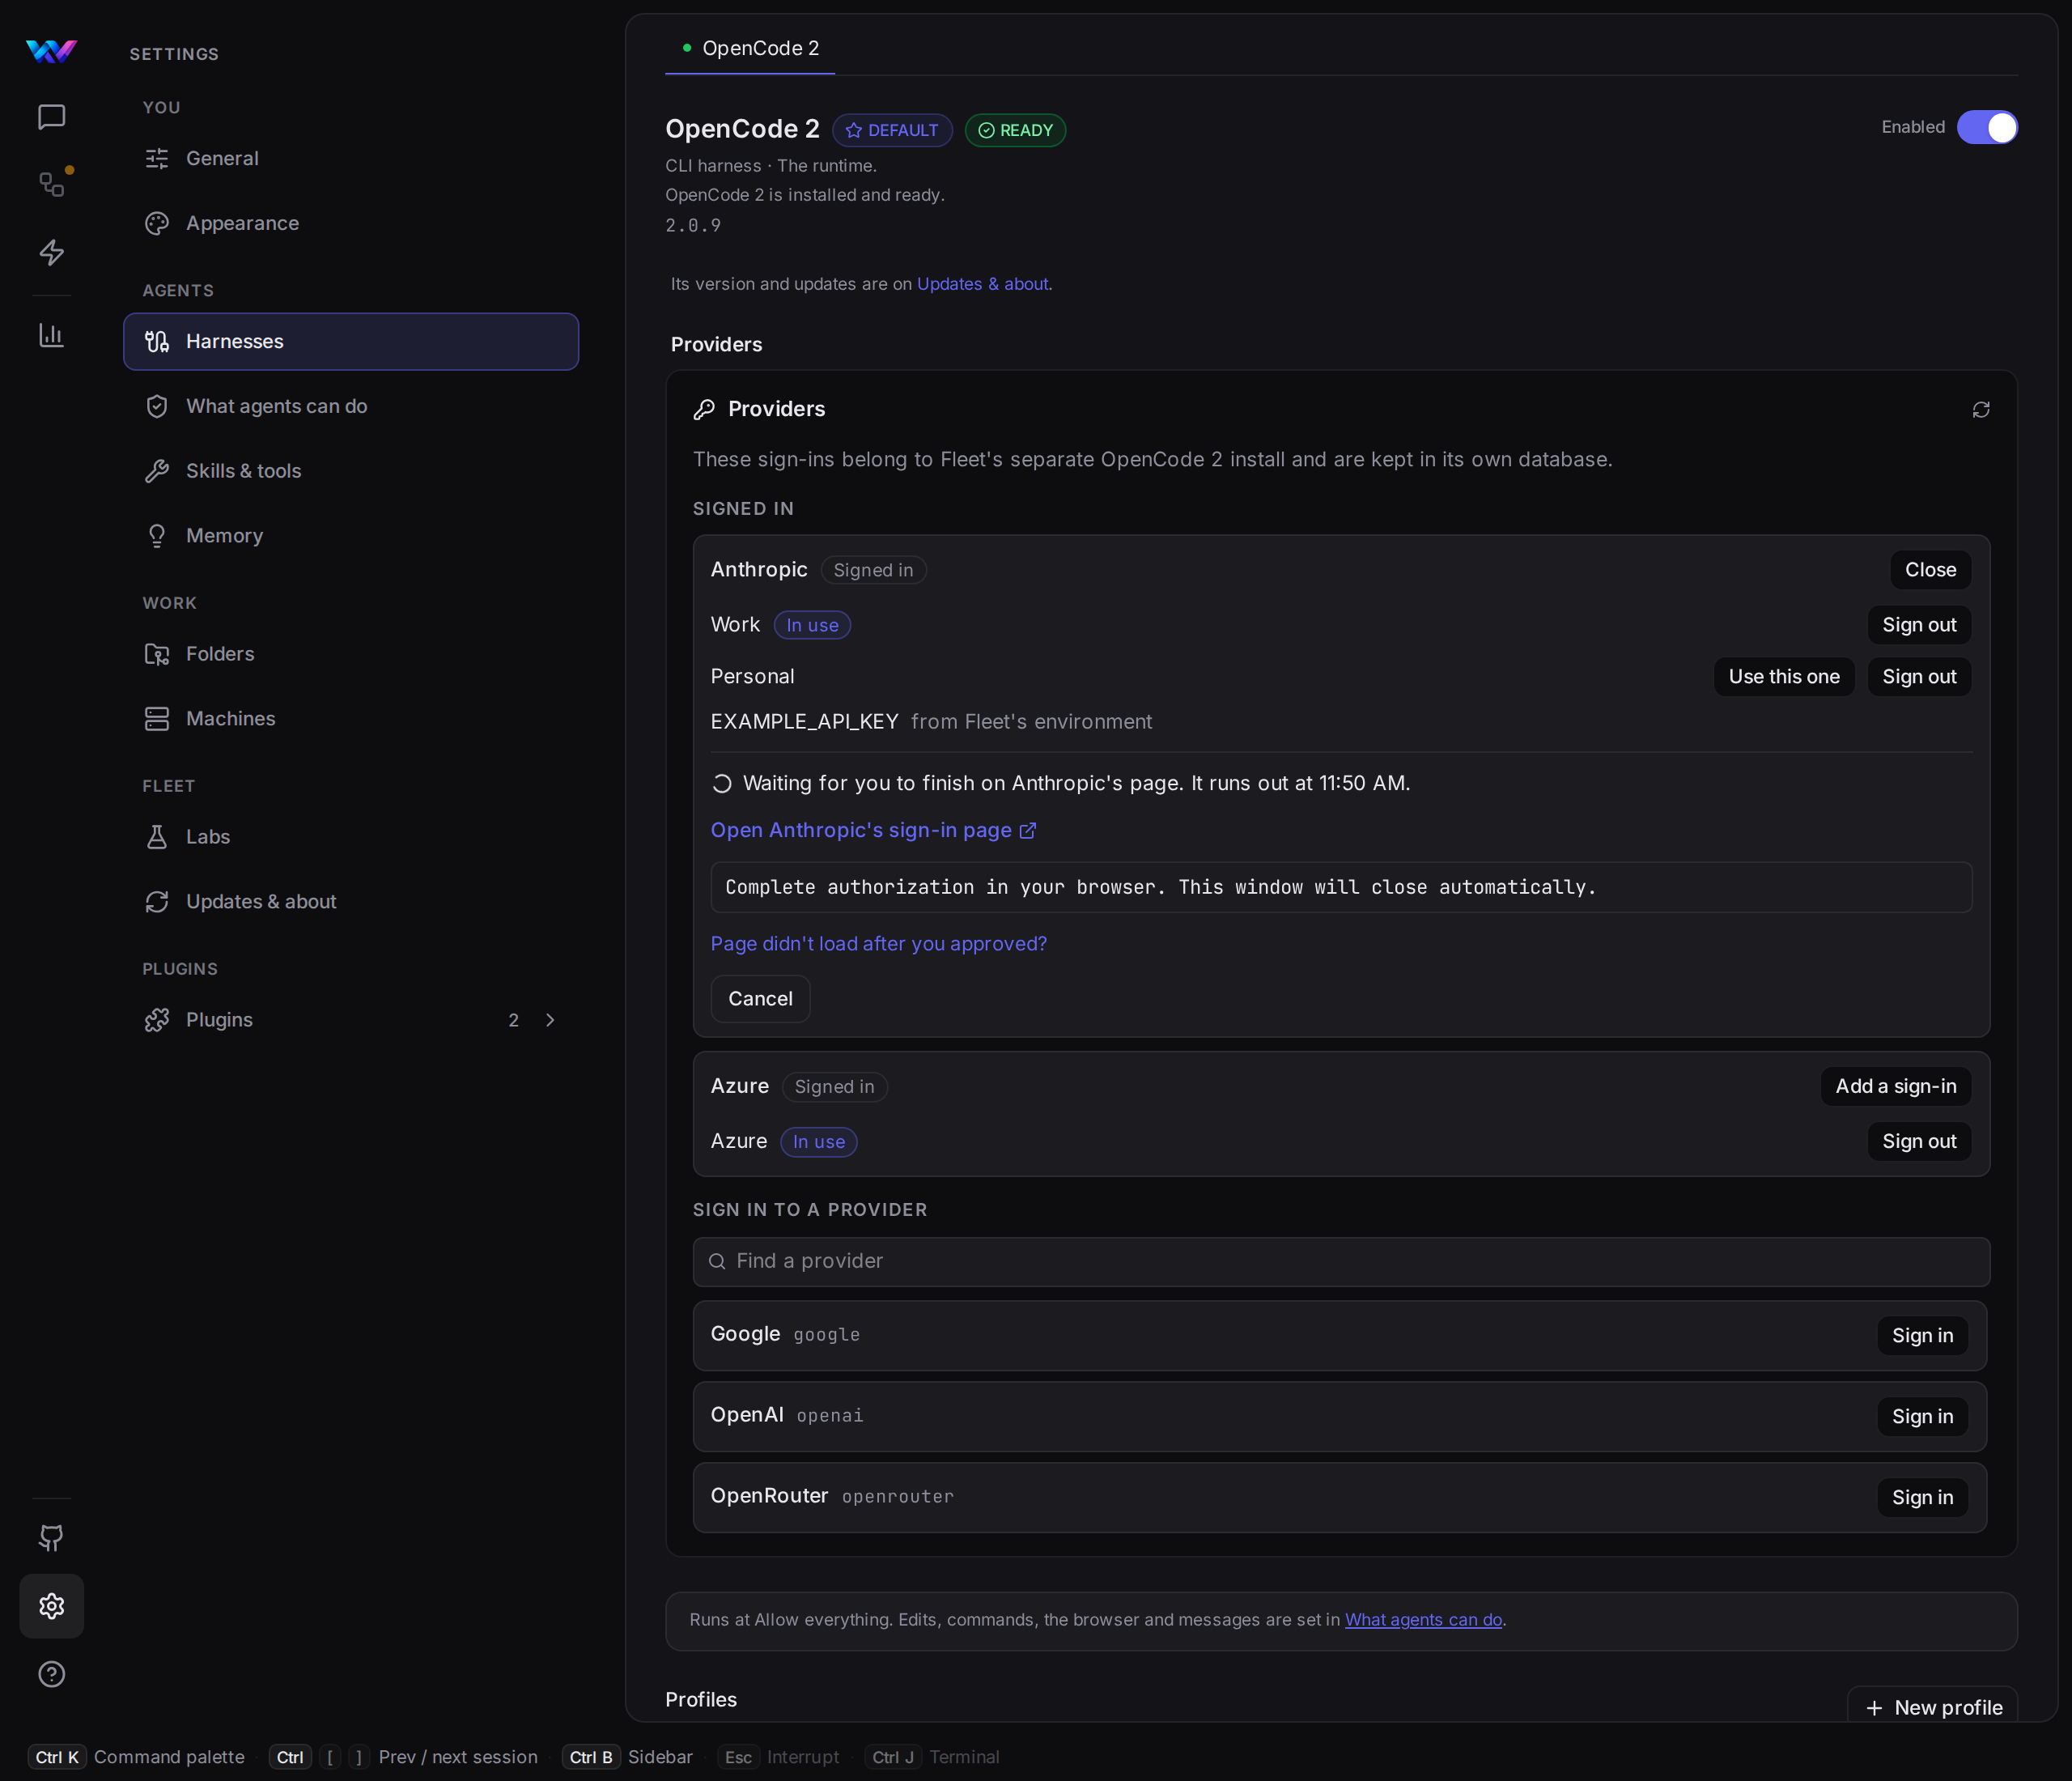 SETTINGS
YOU
General
Appearance
AGENTS
Harnesses
What agents can do
Skills & tools
Memory
WORK
Folders
Machines
FLEET
Labs
Updates & about
PLUGINS
Plugins 2
OpenCode 2
OpenCode 2 DEFAULT READY Enabled
CLI harness · The runtime.
OpenCode 2 is installed and ready.
2.0.9
Its version and updates are on Updates & about.
Providers
Providers
These sign-ins belong to Fleet's separate OpenCode 2 install and are kept in its own database.
SIGNED IN
Anthropic Signed in Close
Work In use Sign out
Personal Use this one Sign out
EXAMPLE_API_KEY from Fleet's environment
Waiting for you to finish on Anthropic's page. It runs out at 11:50 AM.
Open Anthropic's sign-in page
Complete authorization in your browser. This window will close automatically.
Page didn't load after you approved?
Cancel
Azure Signed in Add a sign-in
Azure In use Sign out
SIGN IN TO A PROVIDER
Find a provider
Google google Sign in
OpenAI openai Sign in
OpenRouter openrouter Sign in
Runs at Allow everything. Edits, commands, the browser and messages are set in What agents can do.
Profiles New profile
Ctrl K Command palette · Ctrl [ ] Prev / next session · Ctrl B Sidebar · Esc Interrupt · Ctrl J Terminal